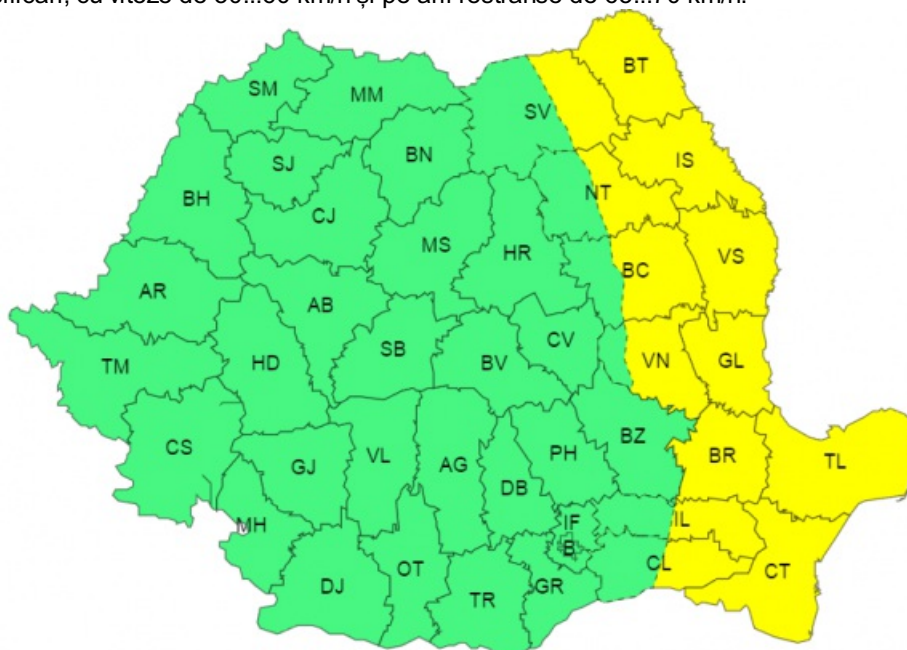 cu viteze de
și pe arii restrânse de
km/h.
BT
SM
MM
SV
IS
SJ
BN
NT
BH
CJ
MS
HR
BC
VS
AR
AB
CV
SB
VN
GL
TM
HD
BV
BZ
CS
VL
BR
TL
GJ
AG
PH
DB
IF
IL
MH
B
CL
CT
DJ
OT
GR
TR